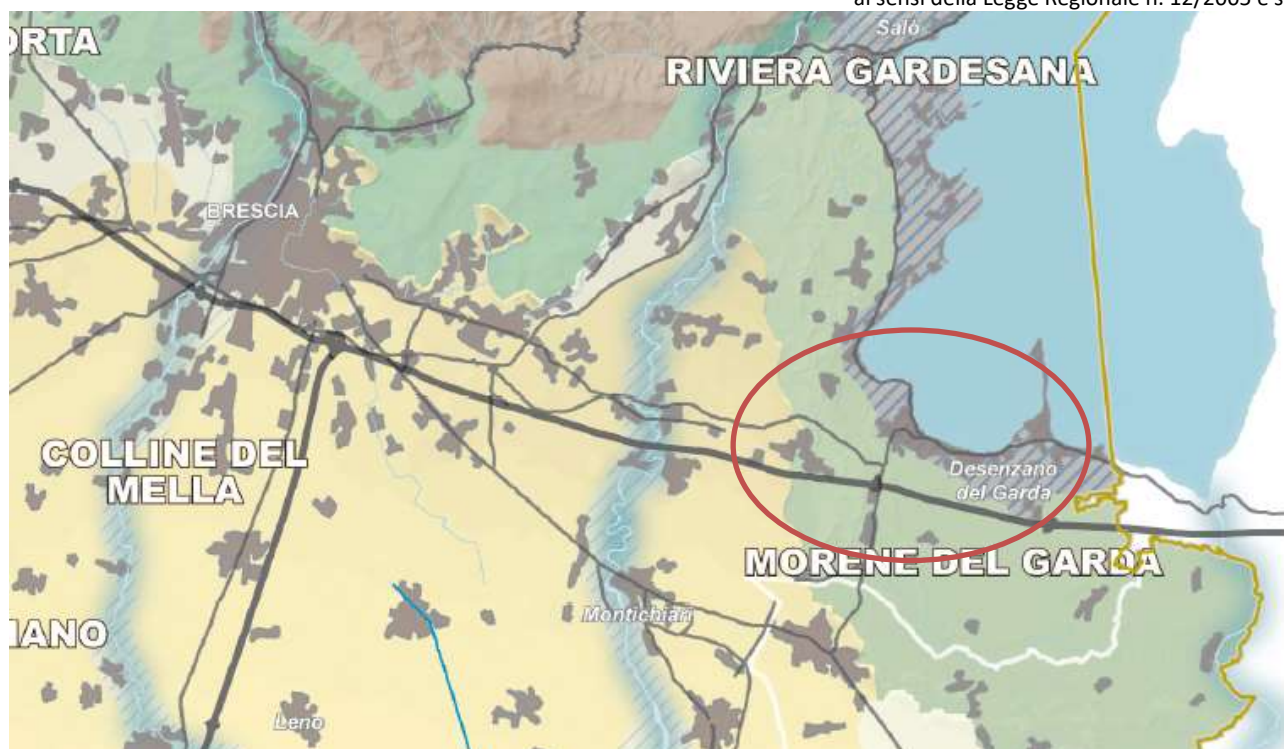 ai sensi della Legge Regionale n. 12/2005 e s
ORTA
Salò
RIVIERA GARDESANA
BRESCIA
COLLINE DEL
MELLA
Desenzano
del Garda
MORENE DEL GARDA
Montichiari
IANO
Leno